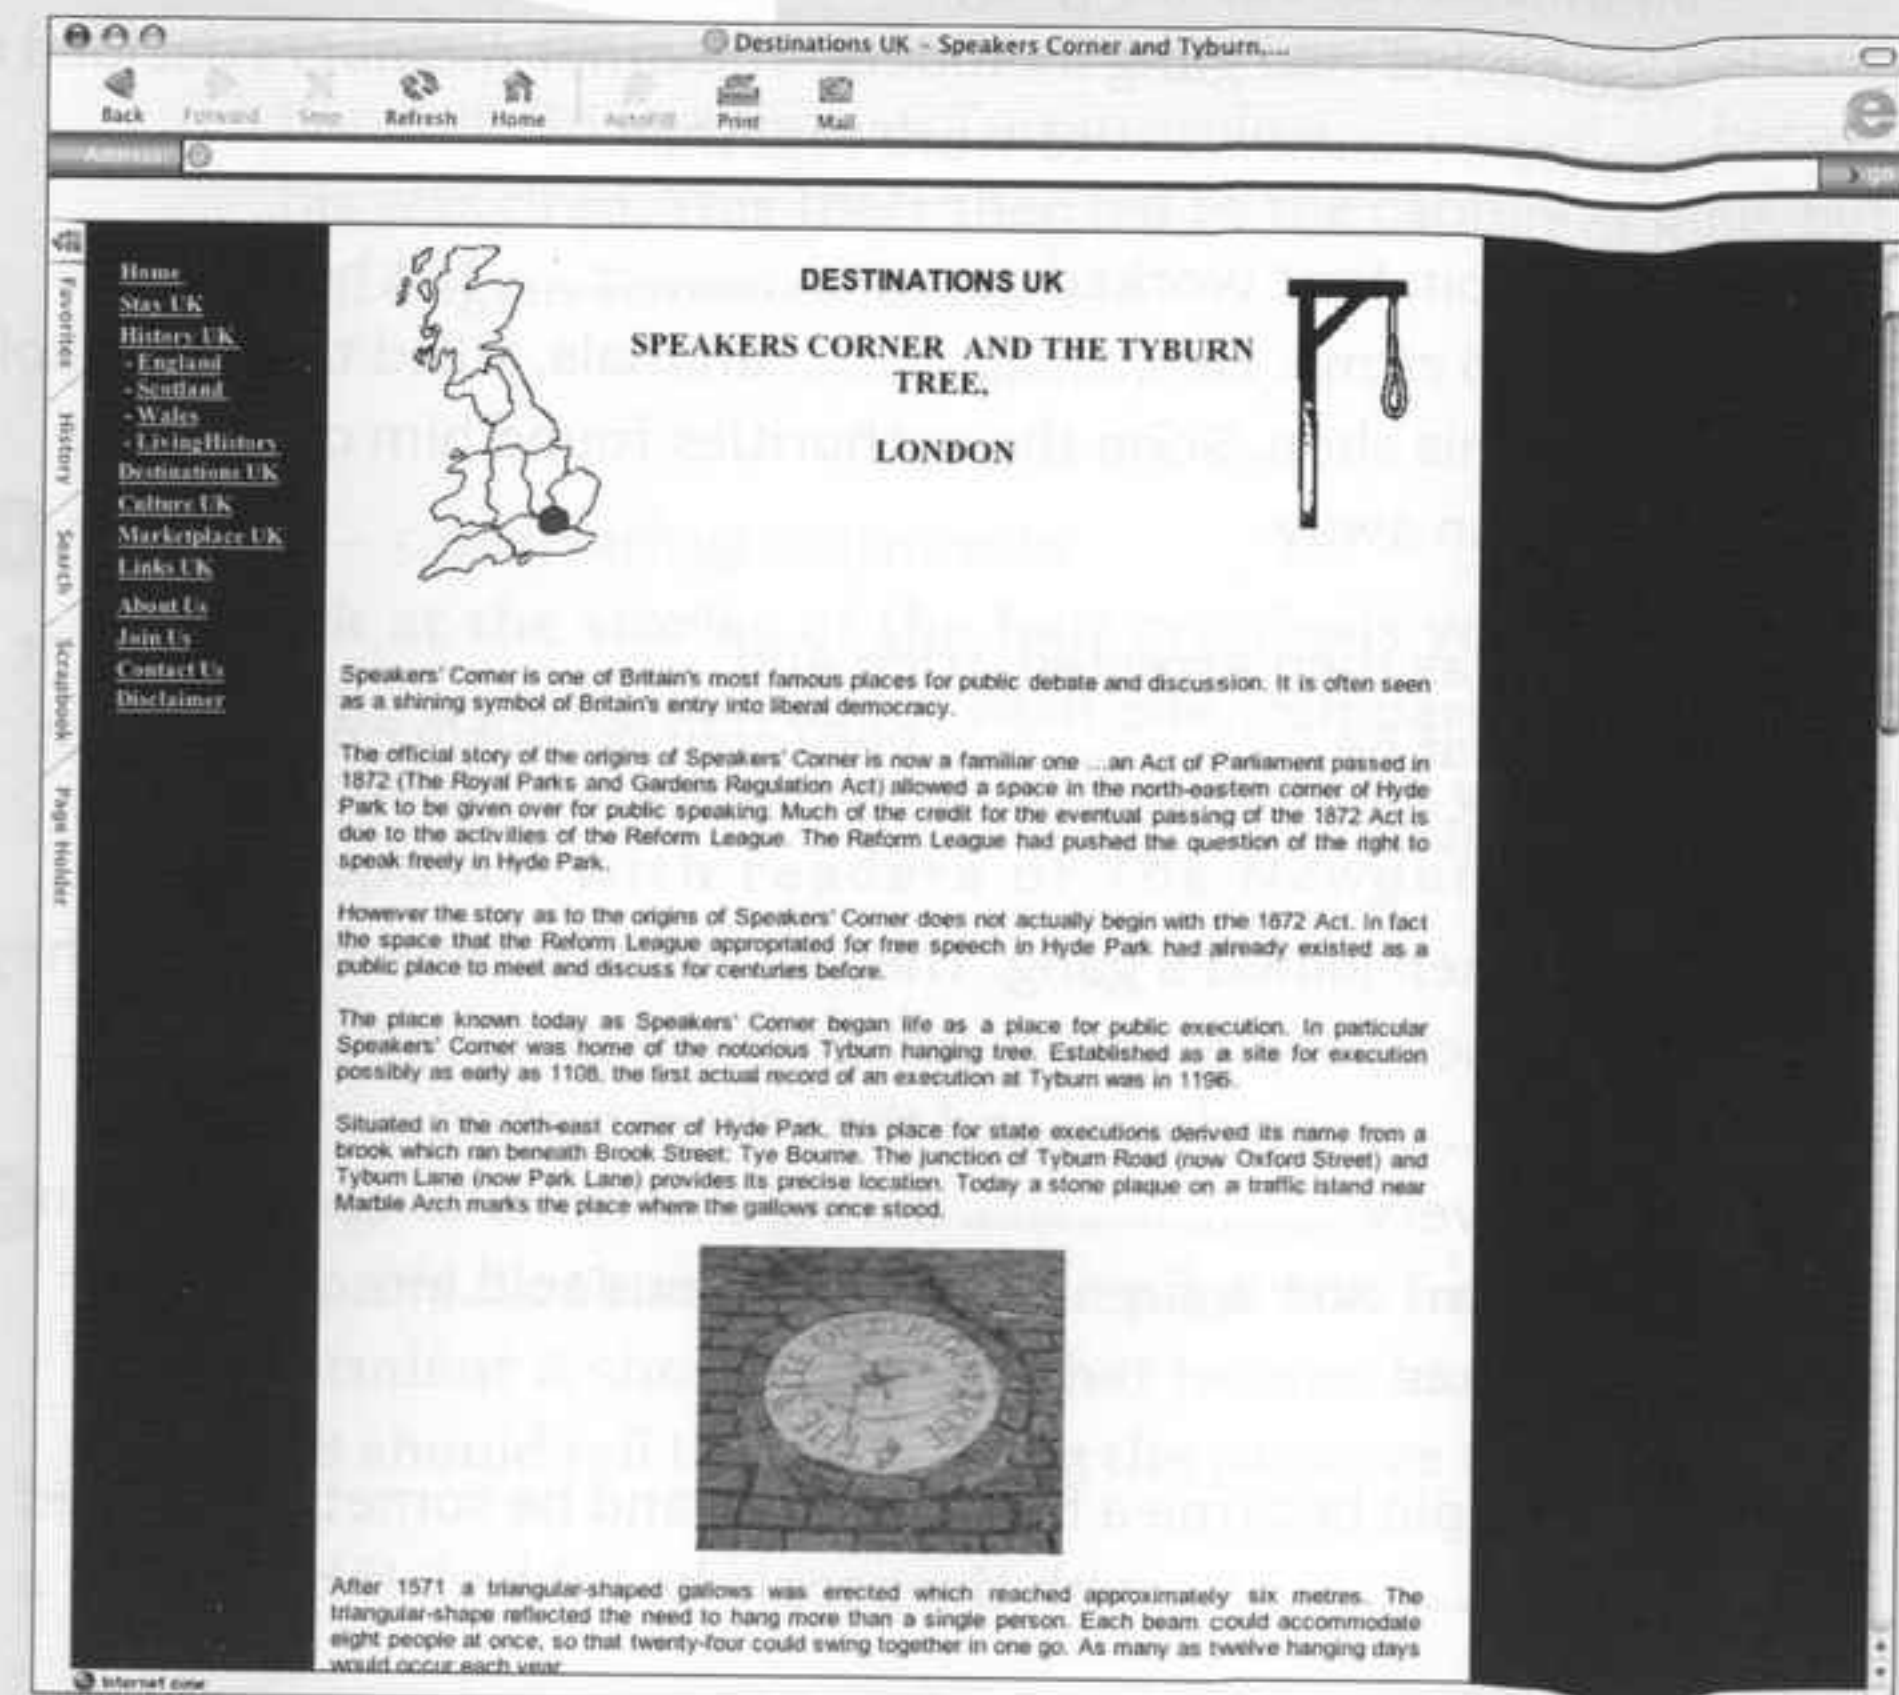 Destinations UK – Speakers Corner and Tyburn,...
Back Forward Stop Refresh Home AutoFill Print Mail
Address
go
Favorites
History
Search
Scrapbook
Page Holder
Home
Stay UK
History UK
- England
- Scotland
- Wales
- LivingHistory
Destinations UK
Culture UK
Marketplace UK
Links UK
About Us
Join Us
Contact Us
Disclaimer
DESTINATIONS UK
SPEAKERS CORNER AND THE TYBURN
TREE,
LONDON
Speakers' Corner is one of Britain's most famous places for public debate and discussion. It is often seen
as a shining symbol of Britain's entry into liberal democracy.
The official story of the origins of Speakers' Corner is now a familiar one ...an Act of Parliament passed in
1872 (The Royal Parks and Gardens Regulation Act) allowed a space in the north-eastern corner of Hyde
Park to be given over for public speaking. Much of the credit for the eventual passing of the 1872 Act is
due to the activities of the Reform League. The Reform League had pushed the question of the right to
speak freely in Hyde Park.
However the story as to the origins of Speakers' Corner does not actually begin with the 1872 Act. In fact
the space that the Reform League appropriated for free speech in Hyde Park had already existed as a
public place to meet and discuss for centuries before.
The place known today as Speakers' Corner began life as a place for public execution. In particular
Speakers' Corner was home of the notorious Tyburn hanging tree. Established as a site for execution
possibly as early as 1108, the first actual record of an execution at Tyburn was in 1196.
Situated in the north-east corner of Hyde Park, this place for state executions derived its name from a
brook which ran beneath Brook Street; Tye Bourne. The junction of Tyburn Road (now Oxford Street) and
Tyburn Lane (now Park Lane) provides its precise location. Today a stone plaque on a traffic island near
Marble Arch marks the place where the gallows once stood.
THE SITE OF TYBURN TREE
After 1571 a triangular-shaped gallows was erected which reached approximately six metres. The
triangular-shape reflected the need to hang more than a single person. Each beam could accommodate
eight people at once, so that twenty-four could swing together in one go. As many as twelve hanging days
would occur each year
Internet zone